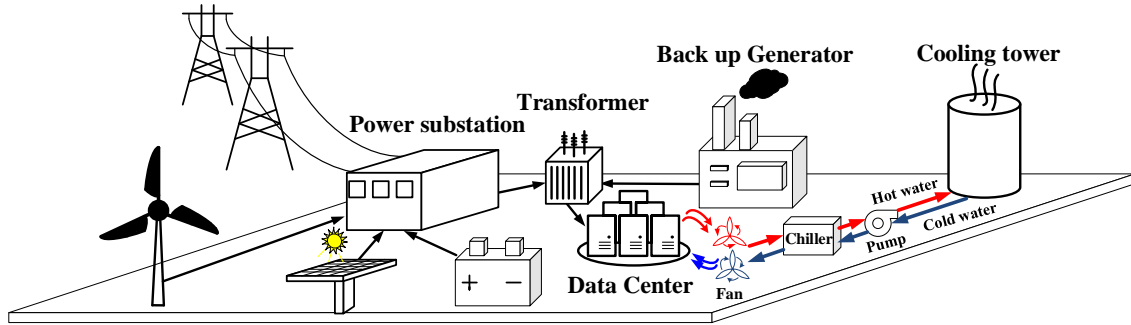 Back up Generator
Cooling tower
Transformer
Power substation
Hot water
Cold water
Chiller
Pump
Data Center
Fan
+ −